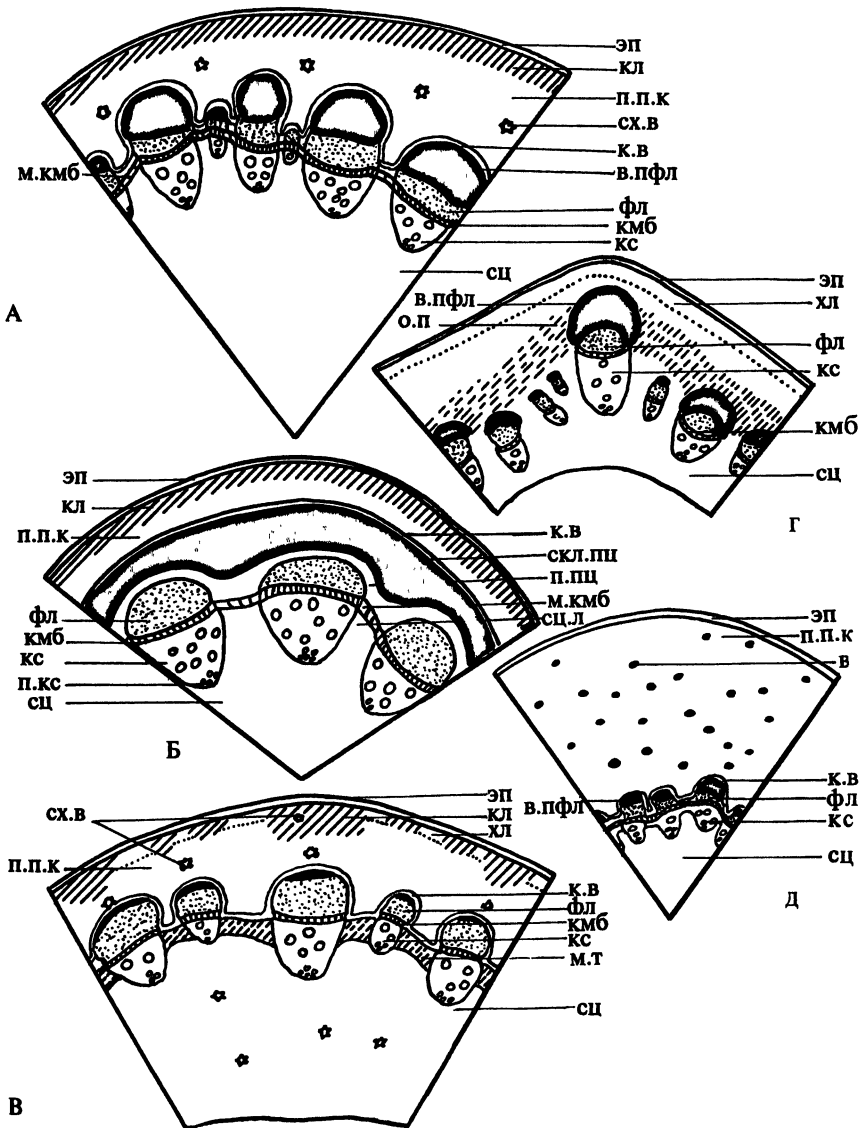 эп
кл
п.п.к
сх.в
к.в
в.пфл
фл
кмб
кс
сц
м.кмб
А
эп
хл
в.пфл
о.п
фл
кс
кмб
сц
Г
эп
кл
п.п.к
к.в
скл.пц
п.пц
м.кмб
сц.л
фл
кмб
кс
п.кс
сц
Б
эп
п.п.к
в
к.в
в.пфл
фл
кс
сц
Д
сх.в
эп
кл
хл
п.п.к
к.в
фл
кмб
кс
м.т
сц
В